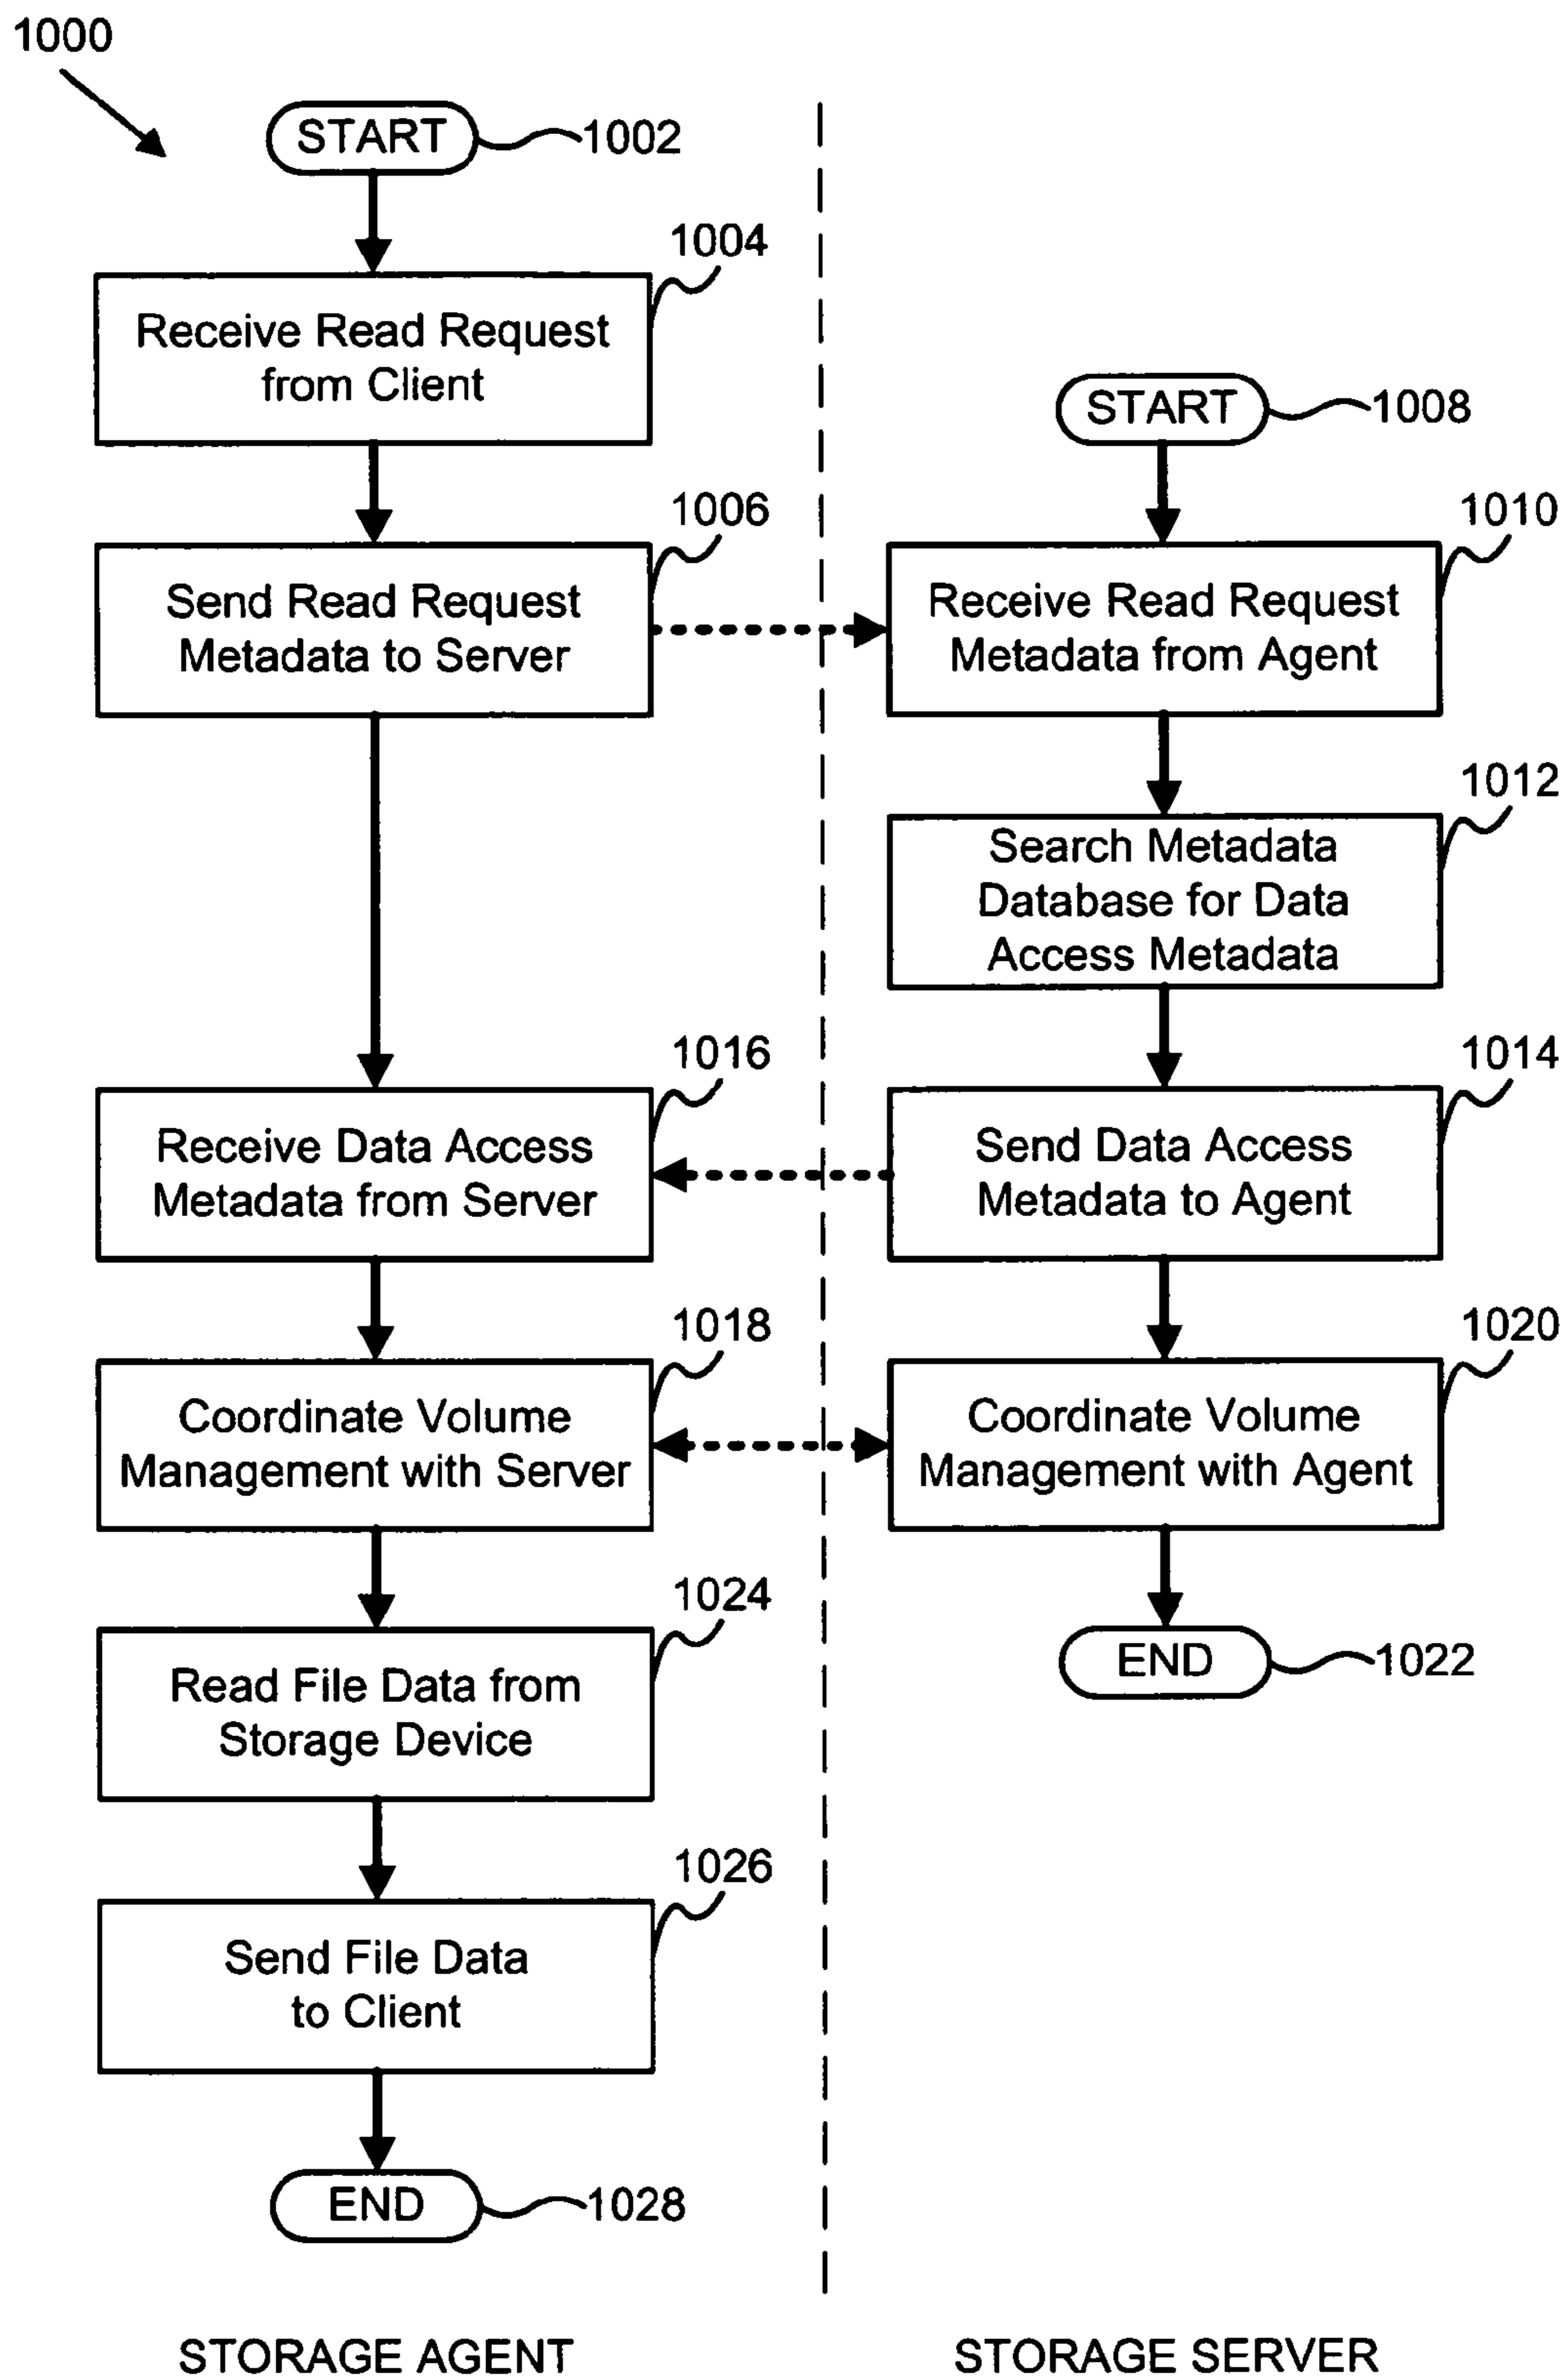 1000
START
1002
1004
Receive Read Request
from Client
START
1008
1006
Send Read Request
Metadata to Server
1010
Receive Read Request
Metadata from Agent
1012
Search Metadata
Database for Data
Access Metadata
1016
Receive Data Access
Metadata from Server
1014
Send Data Access
Metadata to Agent
1018
Coordinate Volume
Management with Server
1020
Coordinate Volume
Management with Agent
1024
Read File Data from
Storage Device
END
1022
1026
Send File Data
to Client
END
1028
STORAGE AGENT
STORAGE SERVER